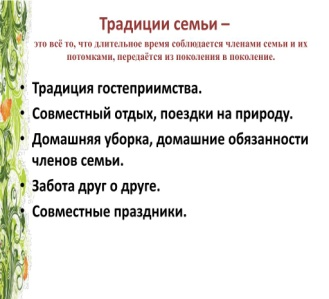 Традиции семьи –
это всё то, что длительное время соблюдается членами семьи и их
потомками, передаётся из поколения в поколение.
• Традиция гостеприимства.
• Совместный отдых, поездки на природу.
• Домашняя уборка, домашние обязанности
членов семьи.
• Забота друг о друге.
• Совместные праздники.